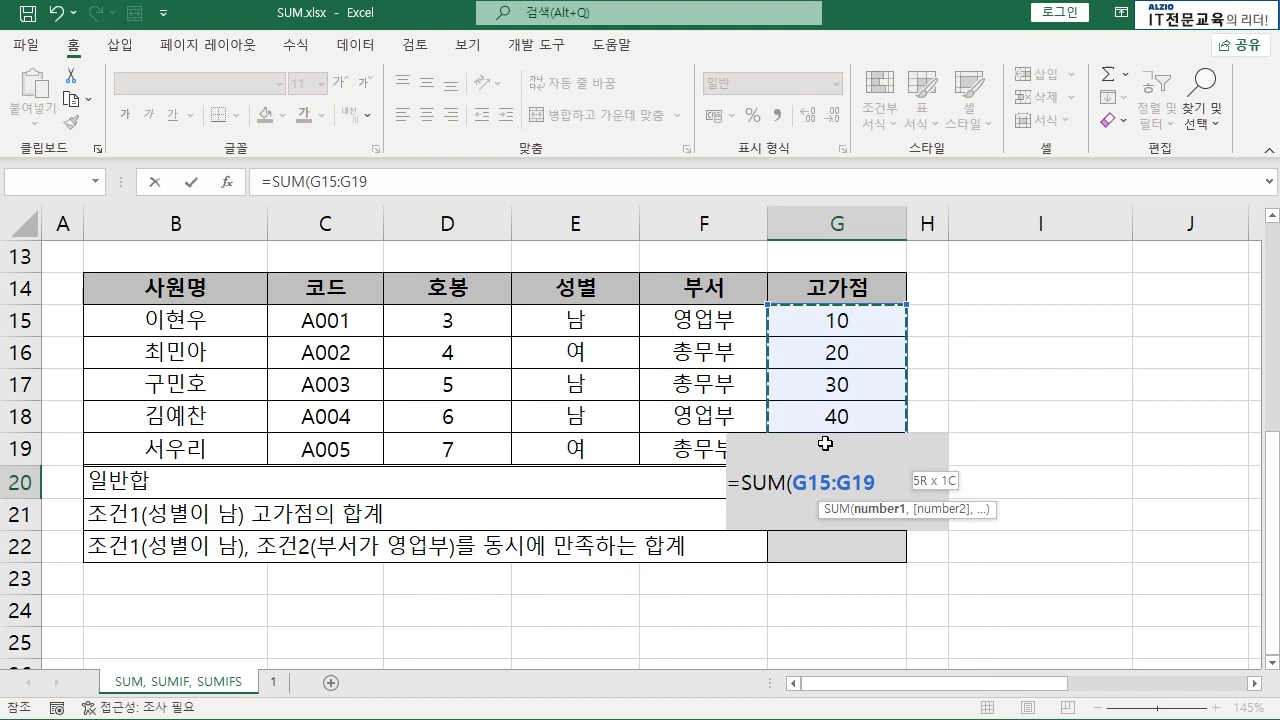 SUM.xlsx - Excel
검색(Alt+Q)
로그인
ALZIO
IT전문교육의 리더!
파일 홈 삽입 페이지 레이아웃 수식 데이터 검토 보기 개발 도구 도움말
공유
붙여넣기
클립보드
11
가 가
가 가 가
가
내천
글꼴
자동 줄 바꿈
병합하고 가운데 맞춤
맞춤
일반
% 9
표시 형식
조건부 서식
표 서식
셀 스타일
스타일
삽입
삭제
서식
셀
정렬 및 필터
찾기 및 선택
편집
=SUM(G15:G19
A B C D E F G H I J
13
14 사원명 코드 호봉 성별 부서 고가점
15 이현우 A001 3 남 영업부 10
16 최민아 A002 4 여 총무부 20
17 구민호 A003 5 남 총무부 30
18 김예찬 A004 6 남 영업부 40
19 서우리 A005 7 여 총무부
20 일반합 =SUM(G15:G19 5R x 1C
SUM(number1, [number2], ...)
21 조건1(성별이 남) 고가점의 합계
22 조건1(성별이 남), 조건2(부서가 영업부)를 동시에 만족하는 합계
23
24
25
SUM, SUMIF, SUMIFS 1
참조 접근성: 조사 필요
145%